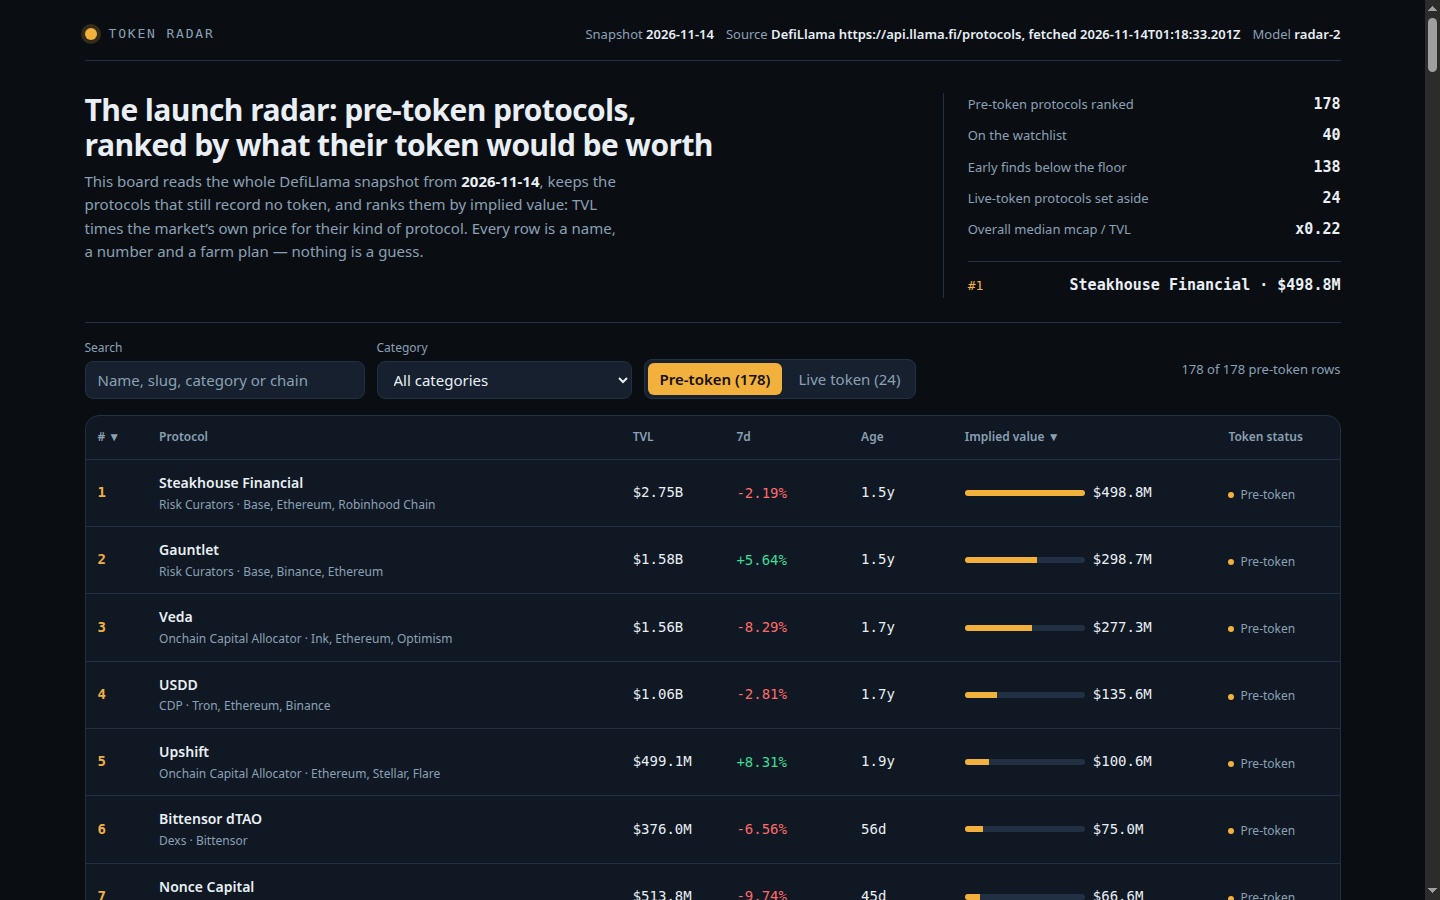 TOKEN RADAR
Snapshot 2026-11-14 Source DefiLlama https://api.llama.fi/protocols, fetched 2026-11-14T01:18:33.201Z Model radar-2
The launch radar: pre-token protocols,
ranked by what their token would be worth
This board reads the whole DefiLlama snapshot from 2026-11-14, keeps the
protocols that still record no token, and ranks them by implied value: TVL
times the market’s own price for their kind of protocol. Every row is a name,
a number and a farm plan — nothing is a guess.
Pre-token protocols ranked 178
On the watchlist 40
Early finds below the floor 138
Live-token protocols set aside 24
Overall median mcap / TVL x0.22
#1 Steakhouse Financial · $498.8M
Search
Name, slug, category or chain
Category
All categories
Pre-token (178) Live token (24)
178 of 178 pre-token rows
# ▼ Protocol TVL 7d Age Implied value ▼ Token status
1 Steakhouse Financial $2.75B -2.19% 1.5y $498.8M Pre-token
Risk Curators · Base, Ethereum, Robinhood Chain
2 Gauntlet $1.58B +5.64% 1.5y $298.7M Pre-token
Risk Curators · Base, Binance, Ethereum
3 Veda $1.56B -8.29% 1.7y $277.3M Pre-token
Onchain Capital Allocator · Ink, Ethereum, Optimism
4 USDD $1.06B -2.81% 1.7y $135.6M Pre-token
CDP · Tron, Ethereum, Binance
5 Upshift $499.1M +8.31% 1.9y $100.6M Pre-token
Onchain Capital Allocator · Ethereum, Stellar, Flare
6 Bittensor dTAO $376.0M -6.56% 56d $75.0M Pre-token
Dexs · Bittensor
7 Nonce Capital $513.8M -9.74% 45d $66.6M Pre-token